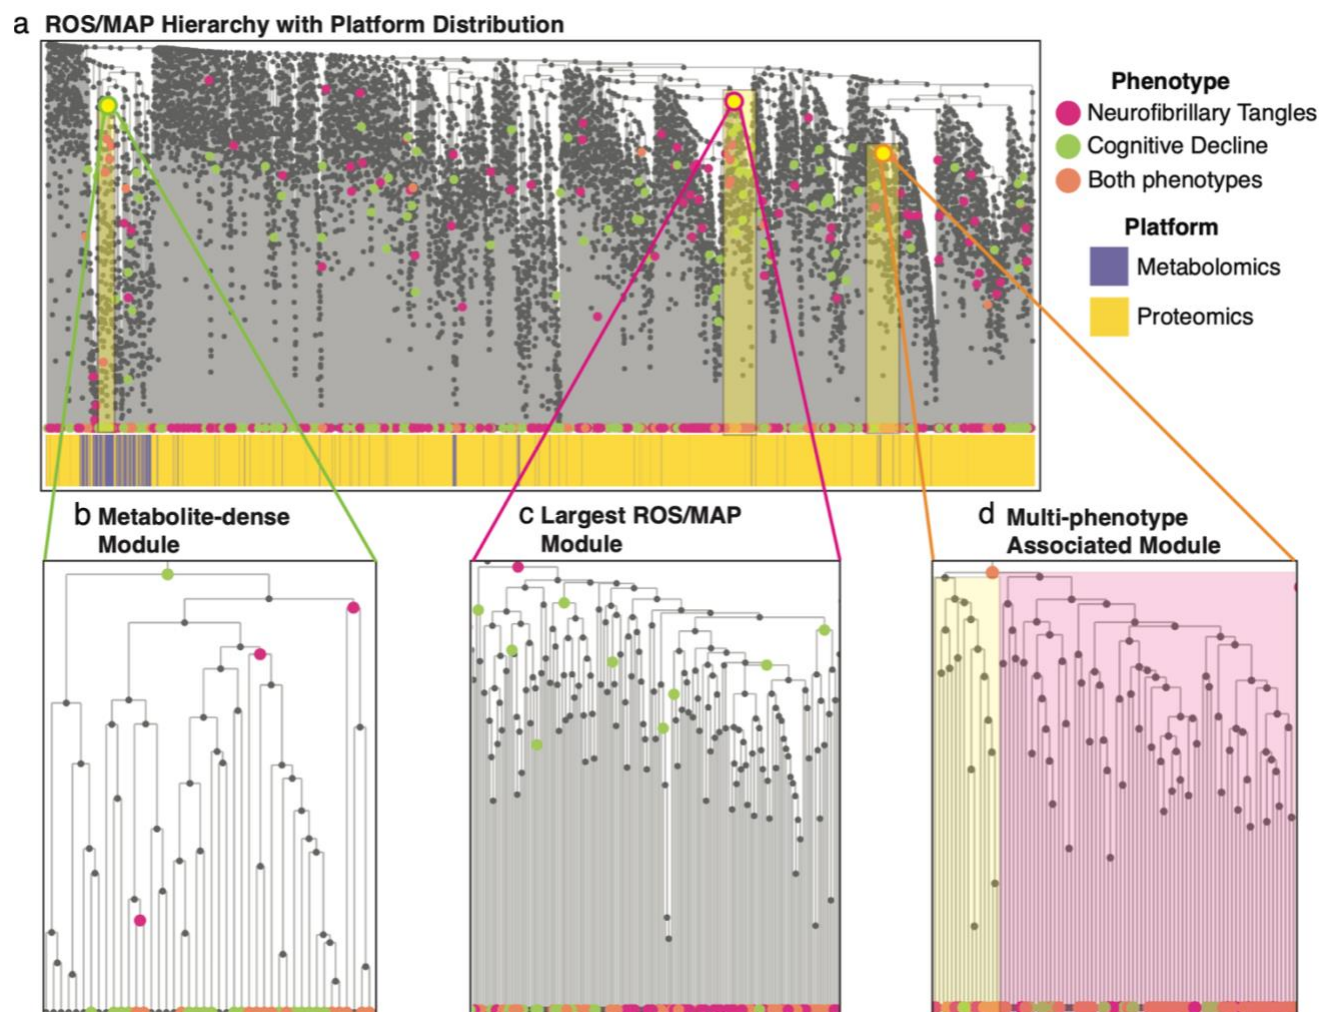 a ROS/MAP Hierarchy with Platform Distribution
Phenotype
Neurofibrillary Tangles
Cognitive Decline
Both phenotypes
Platform
Metabolomics
Proteomics
b Metabolite-dense
Module
c Largest ROS/MAP
Module
d Multi-phenotype
Associated Module